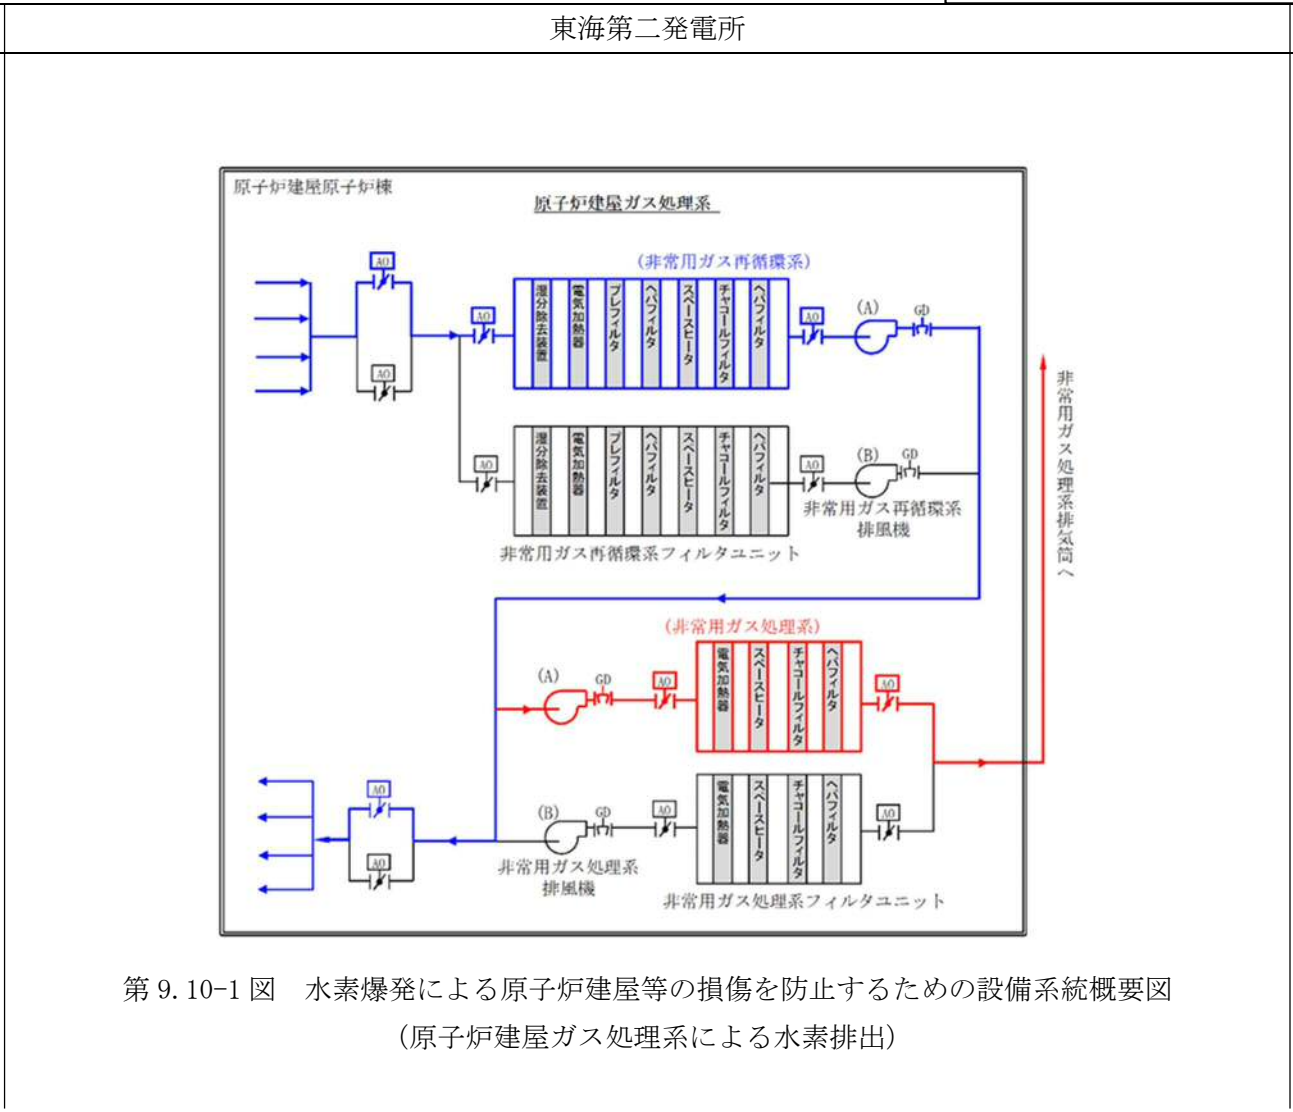 東海第二発電所
原子炉建屋原子炉棟
原子炉建屋ガス処理系
(非常用ガス再循環系)
AO
AO
AO
湿分除去装置
電気加熱器
プレフィルタ
ヘパフィルタ
スペースヒータ
チャコールフィルタ
ヘパフィルタ
AO
(A)
GD
AO
湿分除去装置
電気加熱器
プレフィルタ
ヘパフィルタ
スペースヒータ
チャコールフィルタ
ヘパフィルタ
AO
(B)
GD
非常用ガス再循環系
排風機
非常用ガス再循環系フィルタユニット
非常用ガス処理系排気筒へ
(非常用ガス処理系)
(A)
GD
AO
電気加熱器
スペースヒータ
チャコールフィルタ
ヘパフィルタ
AO
AO
AO
(B)
GD
AO
電気加熱器
スペースヒータ
チャコールフィルタ
ヘパフィルタ
AO
非常用ガス処理系
排風機
非常用ガス処理系フィルタユニット
第9.10-1図　水素爆発による原子炉建屋等の損傷を防止するための設備系統概要図
(原子炉建屋ガス処理系による水素排出)